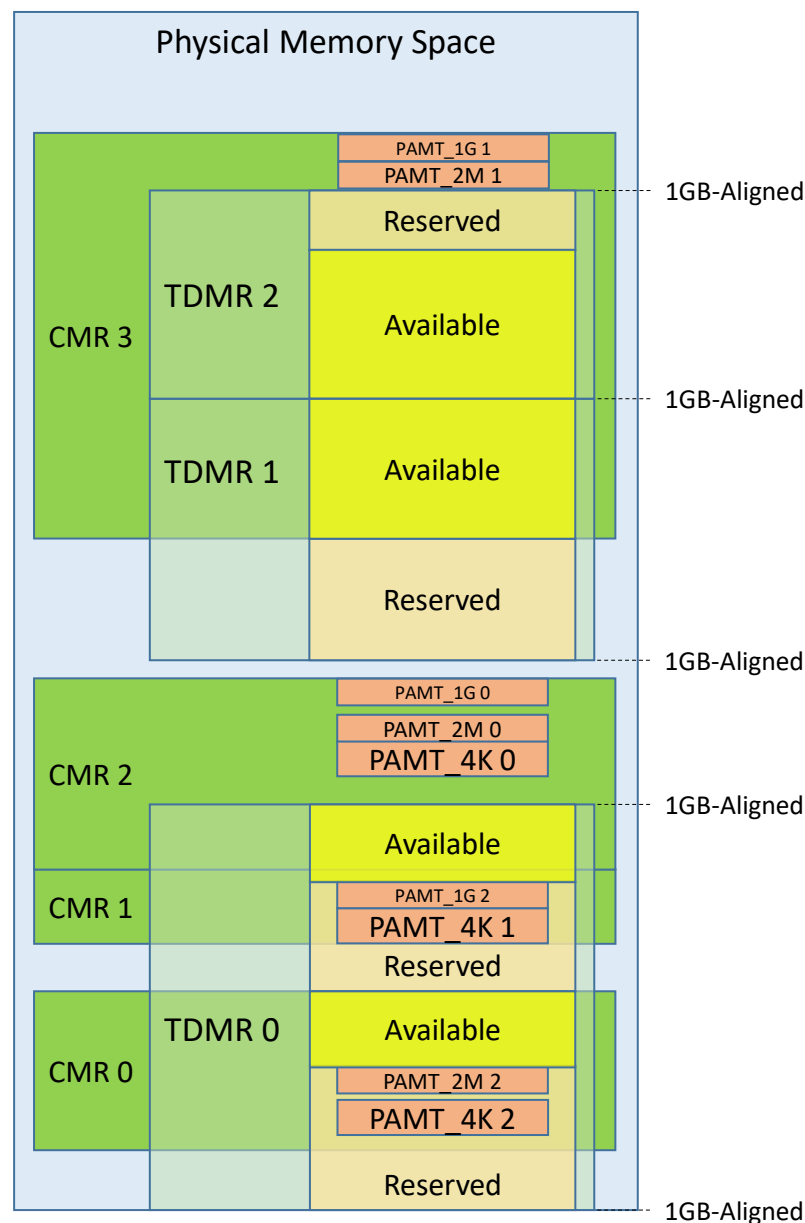 Physical Memory Space
PAMT_1G 1
PAMT_2M 1
1GB-Aligned
Reserved
TDMR 2
Available
CMR 3
1GB-Aligned
TDMR 1
Available
Reserved
1GB-Aligned
PAMT_1G 0
PAMT_2M 0
PAMT_4K 0
CMR 2
1GB-Aligned
Available
PAMT_1G 2
CMR 1
PAMT_4K 1
Reserved
TDMR 0
Available
CMR 0
PAMT_2M 2
PAMT_4K 2
Reserved
1GB-Aligned